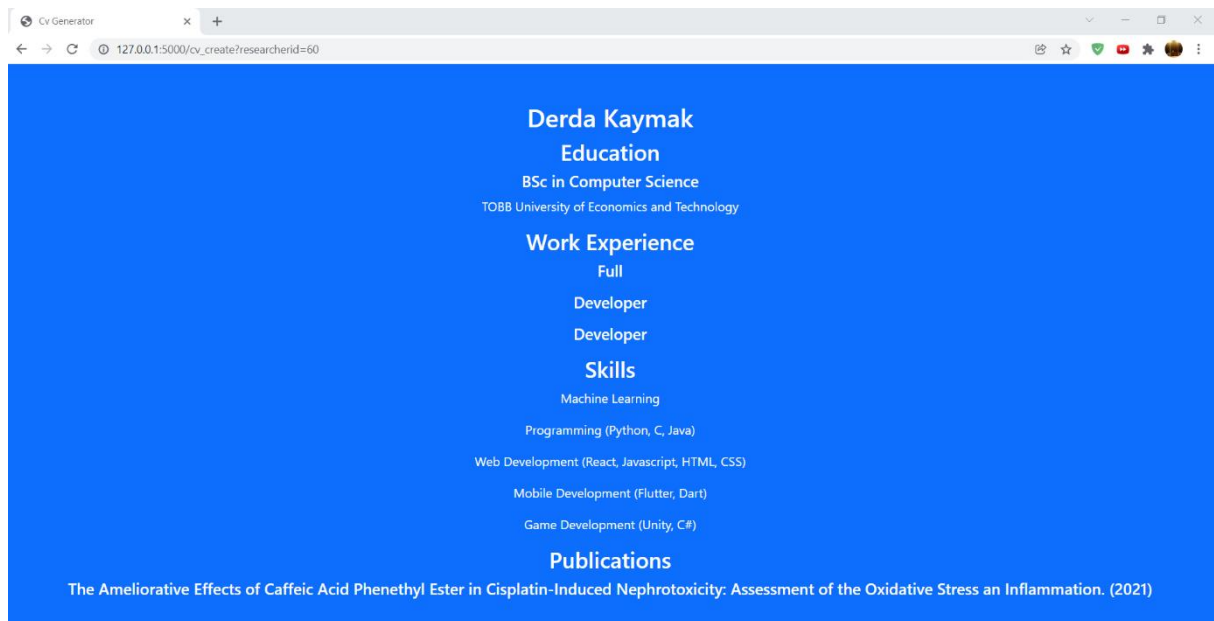 Cv Generator
127.0.0.1:5000/cv_create?researcherid=60
Derda Kaymak
Education
BSc in Computer Science
TOBB University of Economics and Technology
Work Experience
Full
Developer
Developer
Skills
Machine Learning
Programming (Python, C, Java)
Web Development (React, Javascript, HTML, CSS)
Mobile Development (Flutter, Dart)
Game Development (Unity, C#)
Publications
The Ameliorative Effects of Caffeic Acid Phenethyl Ester in Cisplatin-Induced Nephrotoxicity: Assessment of the Oxidative Stress an Inflammation. (2021)